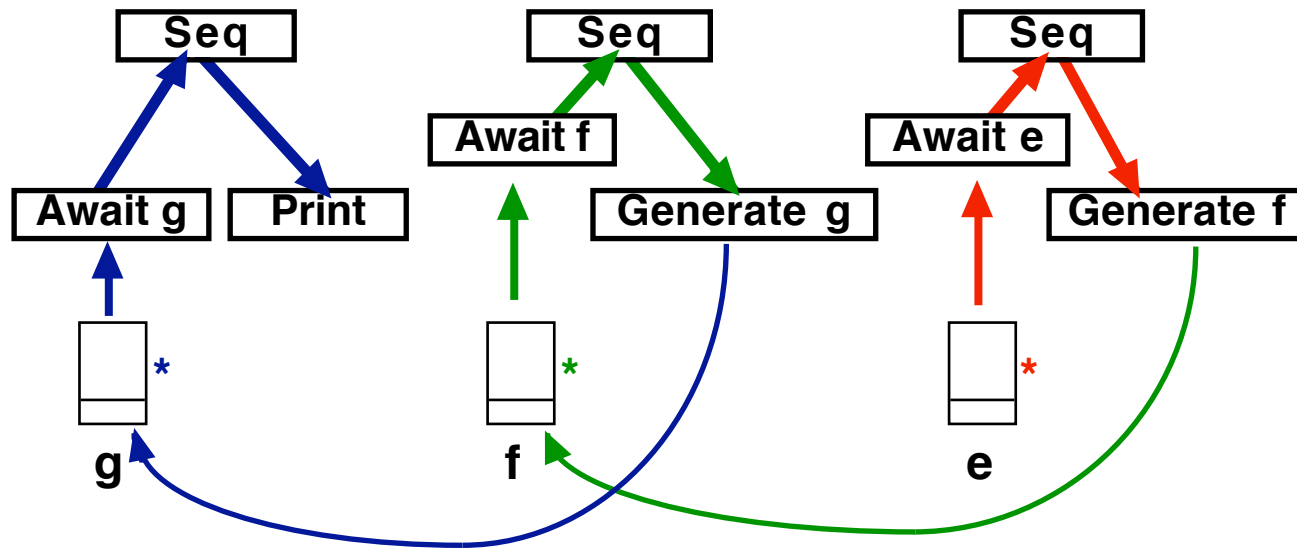 Seq
Seq
Seq
Await f
Await e
Await g
Print
Generate g
Generate f
*
*
*
g
f
e